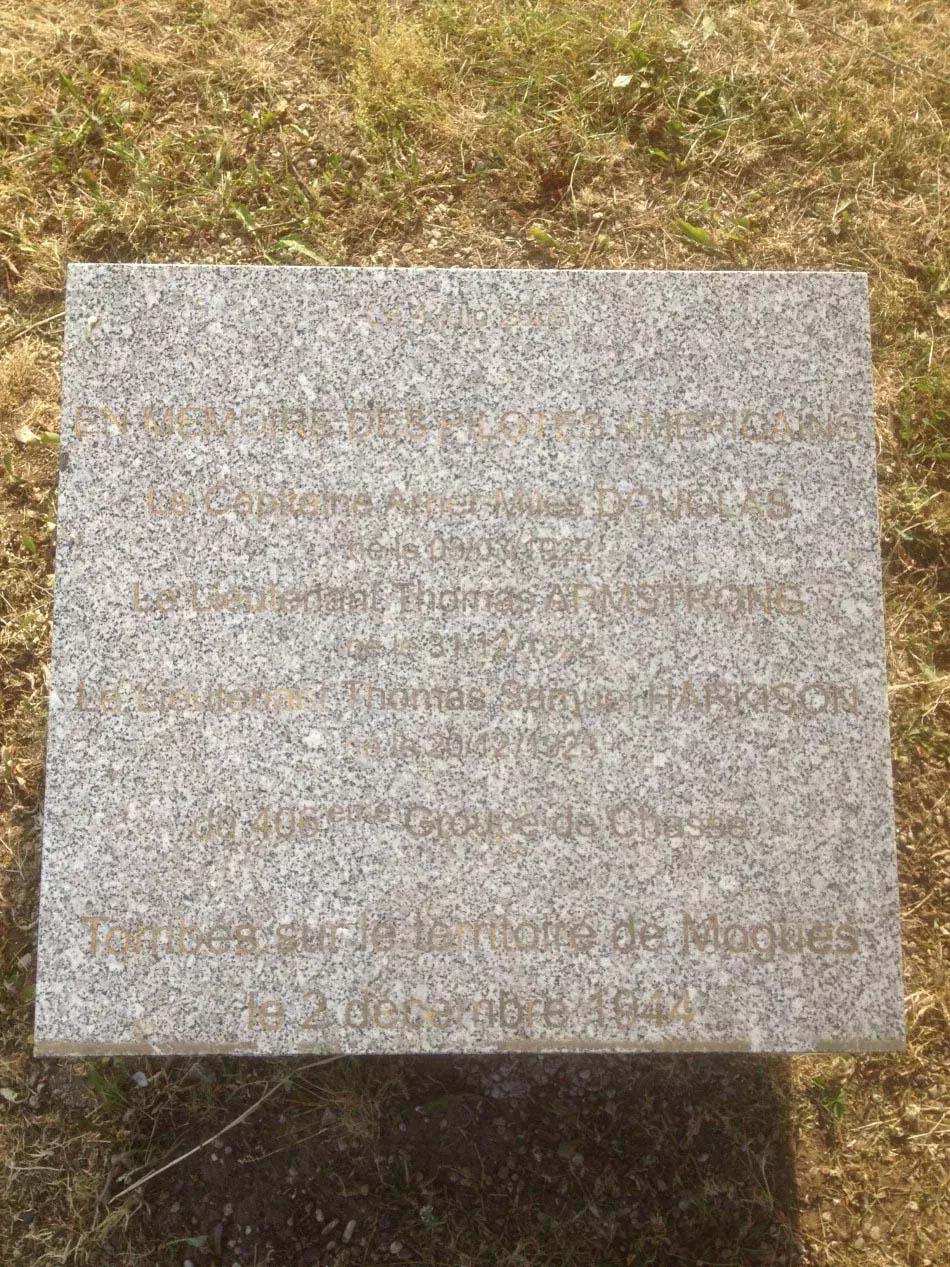 EN MEMOIRE DES PILOTES AMERICAINS
Le Capitaine Miles DOUGLAS
né le
Le Lieutenant Thomas ARMSTRONG
né le 31/12/
Le Lieutenant Thomas Samuel HARKISON
né le
du 406ème Groupe de Chasse
Tombés sur le territoire de Mogues
le 2 décembre 1944